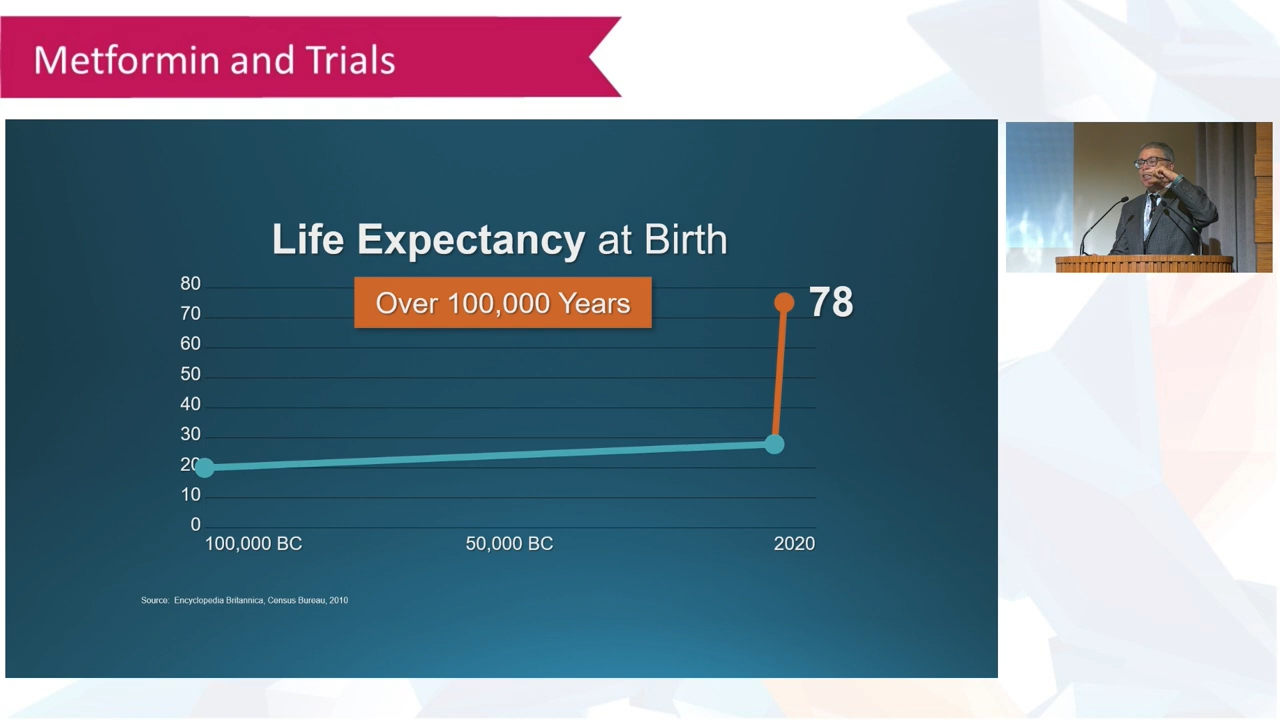 Metformin and Trials
Life Expectancy at Birth
Over 100,000 Years
78
80
70
60
50
40
30
20
10
0
100,000 BC 50,000 BC 2020
Source: Encyclopedia Britannica, Census Bureau, 2010